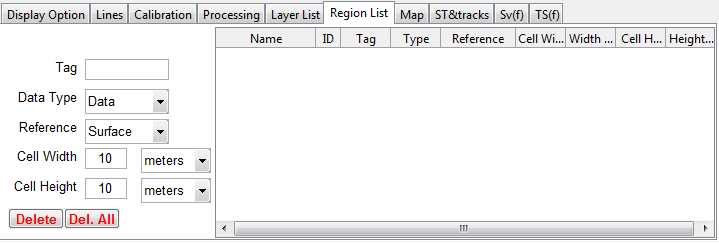 Display Option Lines Calibration Processing Layer List Region List Map ST&tracks Sv(f) TS(f)
Name ID Tag Type Reference Cell Wi... Width ... Cell H... Height...
Tag
Data Type Data
Reference Surface
Cell Width 10 meters
Cell Height 10 meters
Delete Del. All